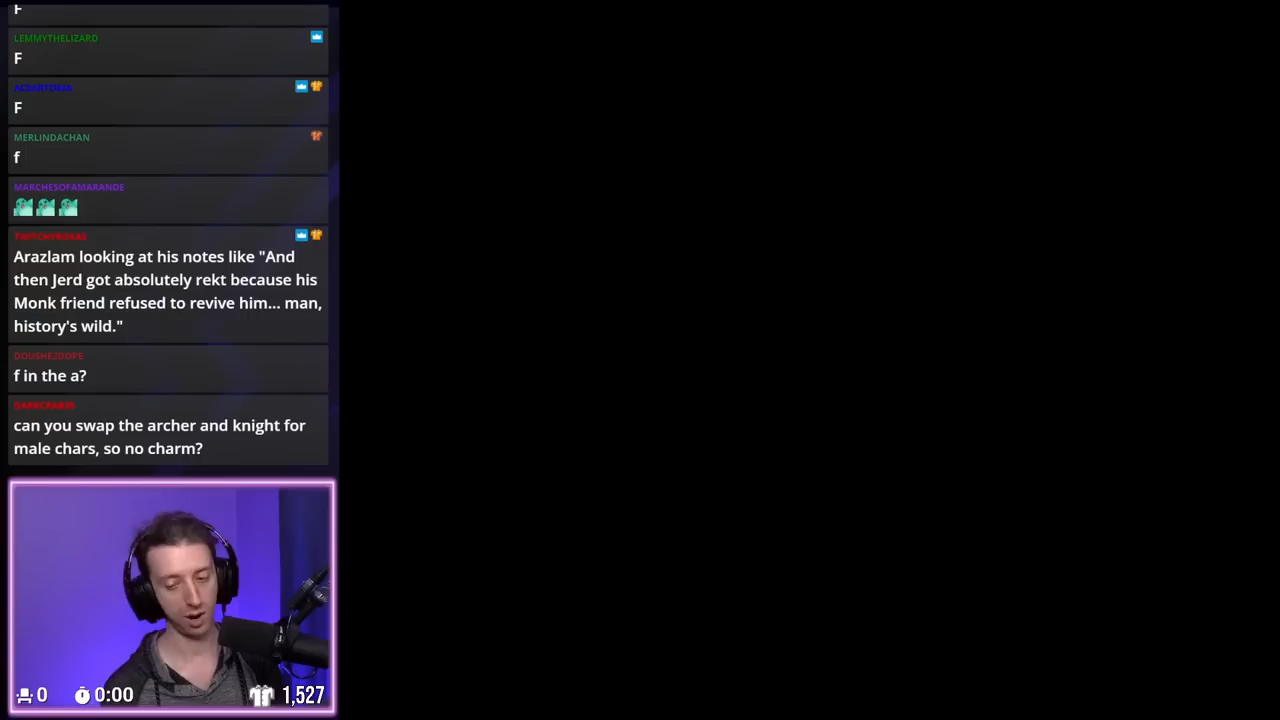 F
LEMMYTHELIZARD
F
F
MERLINDACHAN
f
MARCHESOFAMARANDE
Arazlam looking at his notes like "And
then Jerd got absolutely rekt because his
Monk friend refused to revive him... man,
history's wild."
DOUSHEZDOPE
f in the a?
can you swap the archer and knight for
male chars, so no charm?
0
0:00
1,527